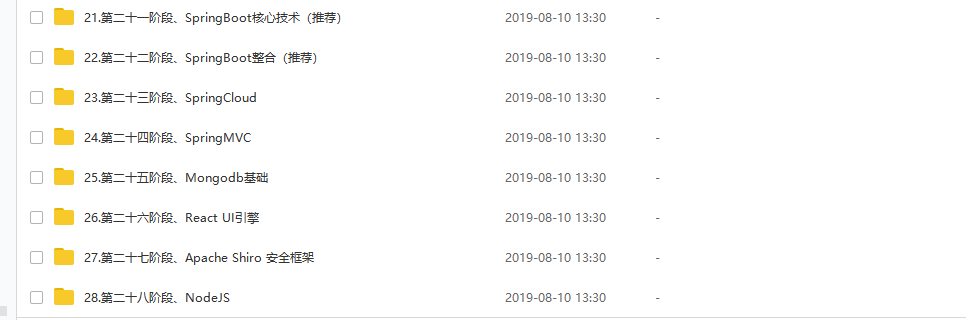 21.第二十一阶段、SpringBoot核心技术（推荐） 2019-08-10 13:30 -
22.第二十二阶段、SpringBoot整合（推荐） 2019-08-10 13:30 -
23.第二十三阶段、SpringCloud 2019-08-10 13:30 -
24.第二十四阶段、SpringMVC 2019-08-10 13:30 -
25.第二十五阶段、Mongodb基础 2019-08-10 13:30 -
26.第二十六阶段、React UI引擎 2019-08-10 13:30 -
27.第二十七阶段、Apache Shiro 安全框架 2019-08-10 13:30 -
28.第二十八阶段、NodeJS 2019-08-10 13:30 -